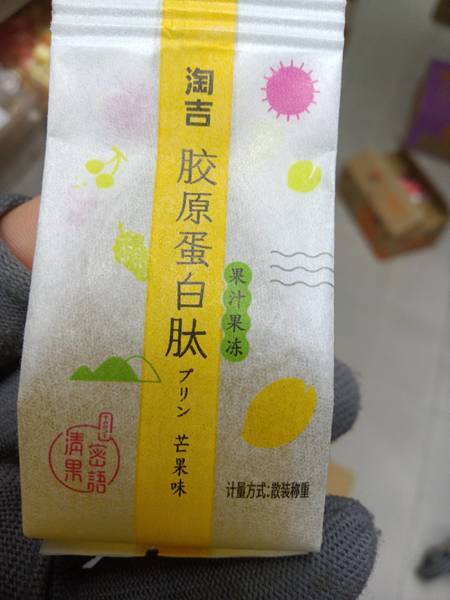 淘吉
胶原蛋白肽
果汁果冻
プリン 芒果味
清果
密語
计量方式:散装称重